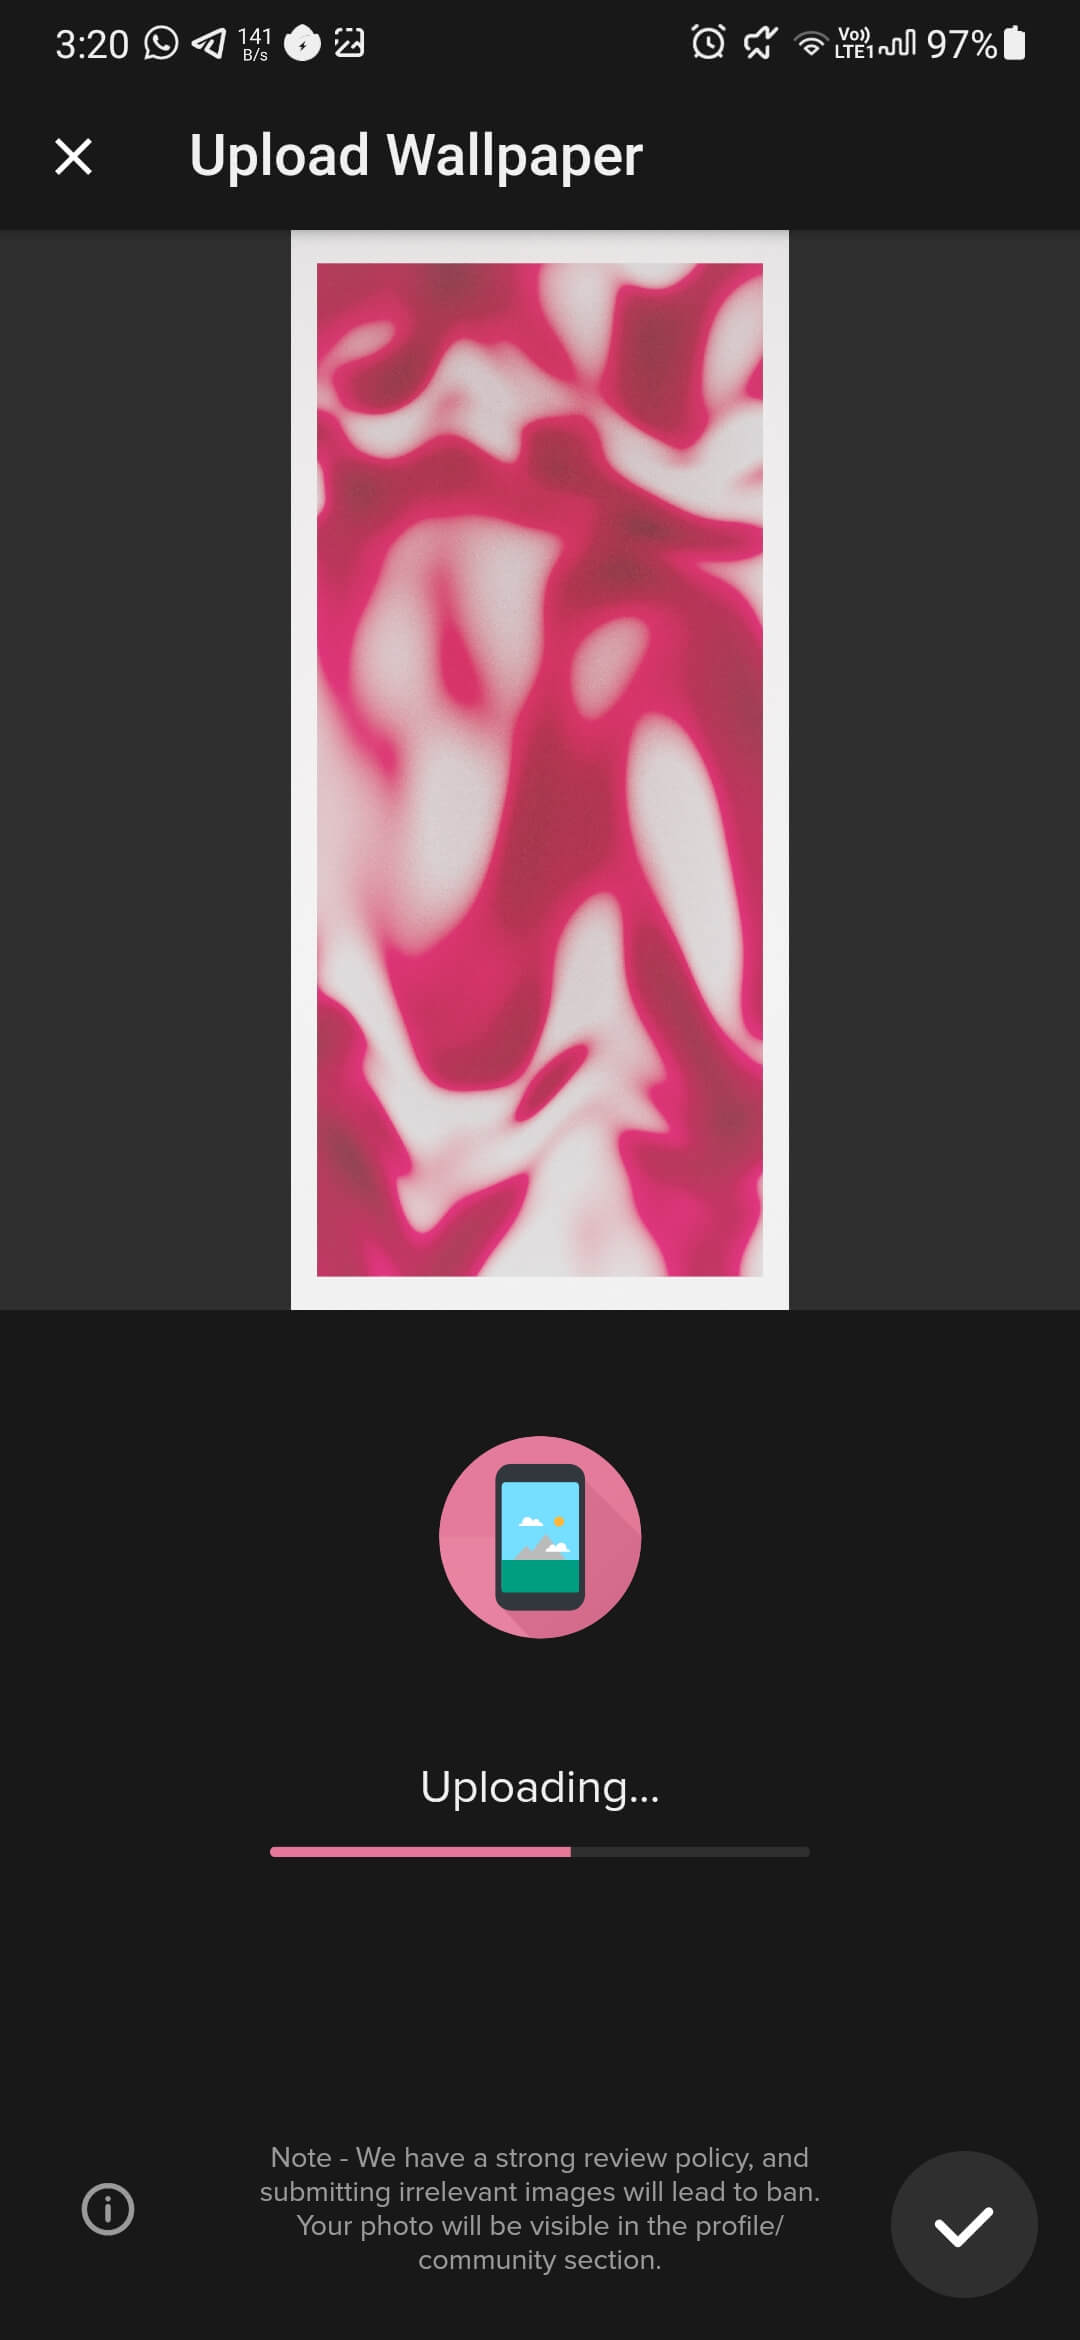 3:20 141 B/s Vo)) LTE1 97%
Upload Wallpaper
Uploading...
Note - We have a strong review policy, and
submitting irrelevant images will lead to ban.
Your photo will be visible in the profile/
community section.